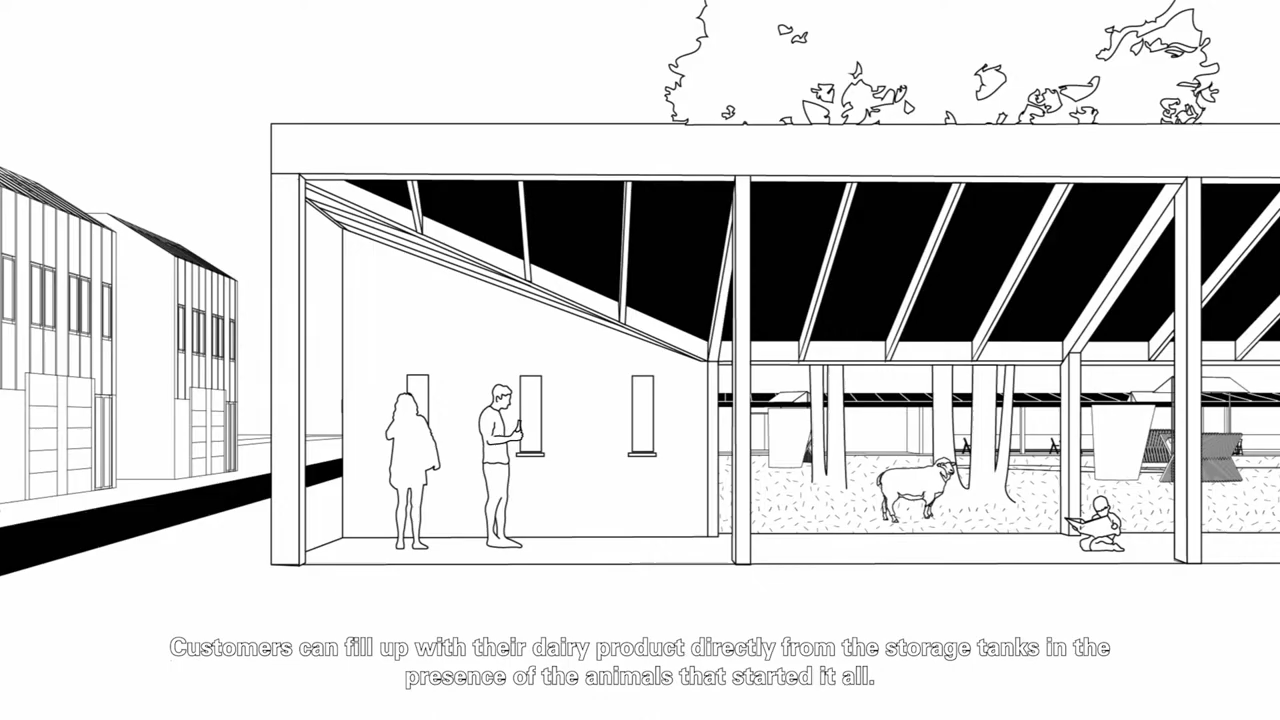 Customers can fill up with their dairy product directly from the storage tanks in the
presence of the animals that started it all.